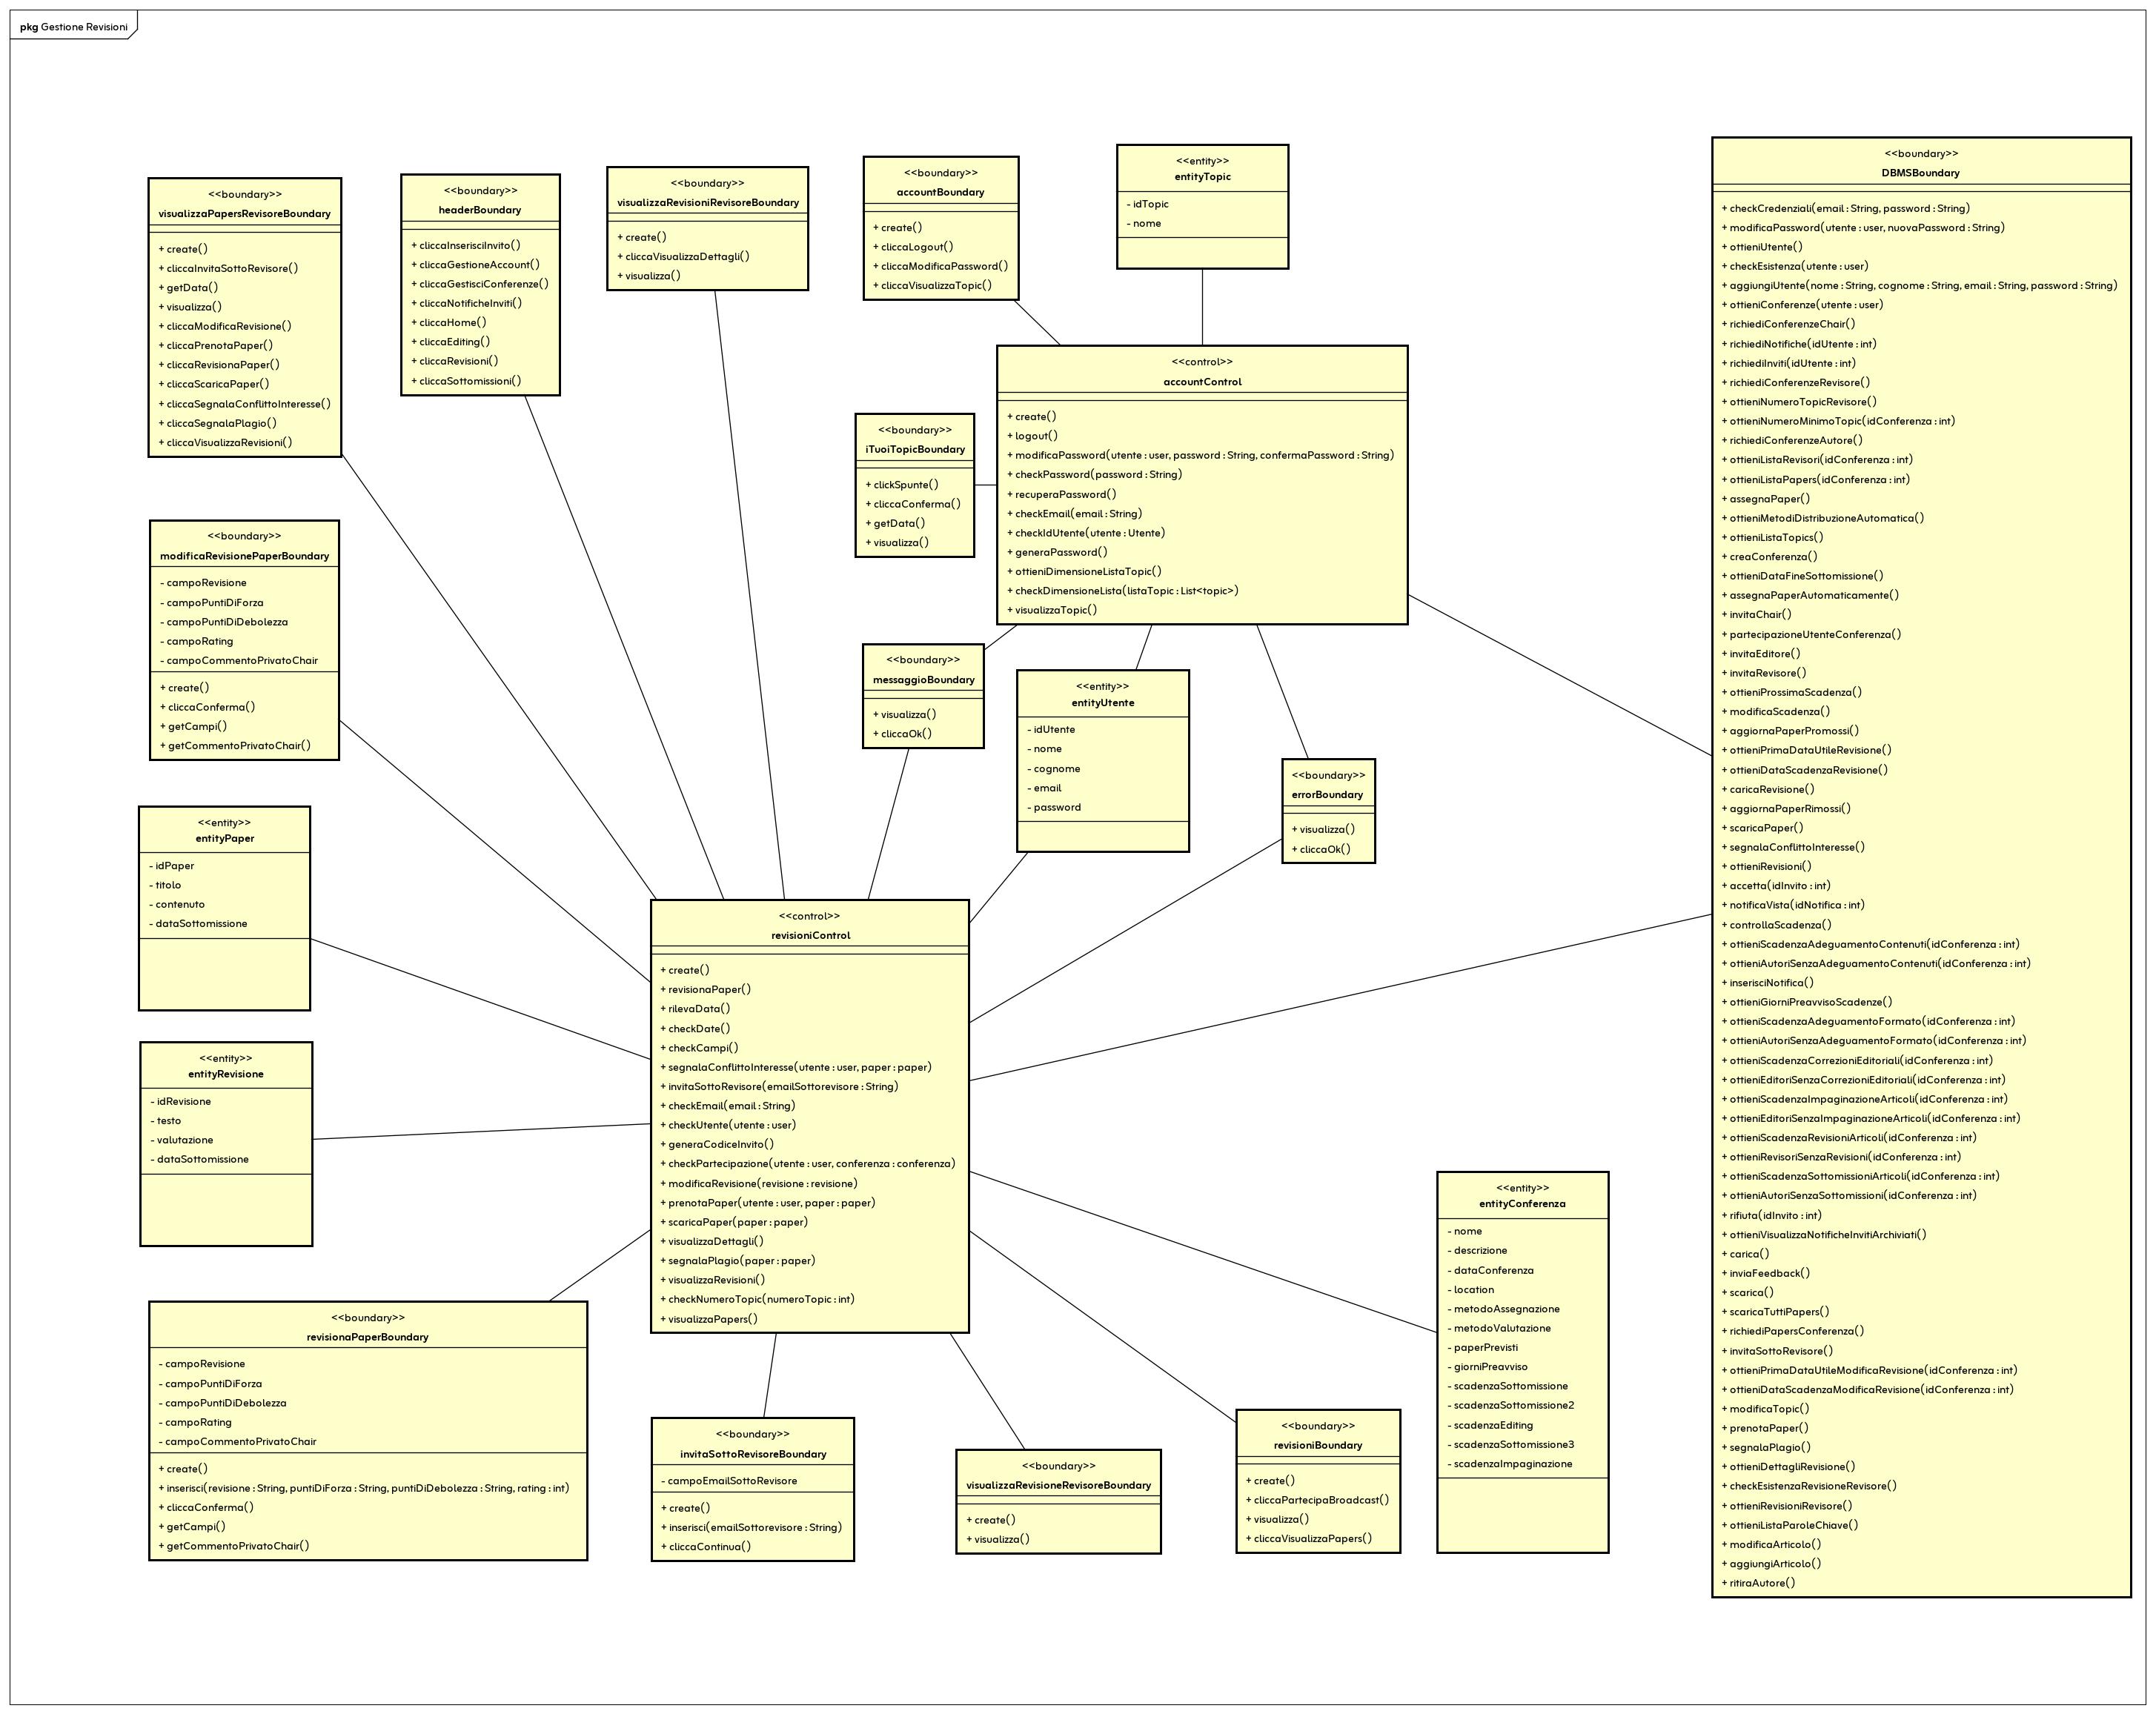 pkg Gestione Revisioni
<<boundary>>
visualizzaPapersRevisoreBoundary
+ create()
+ cliccaInvitaSottoRevisore()
+ getData()
+ visualizza()
+ cliccaModificaRevisione()
+ cliccaPrenotaPaper()
+ cliccaRevisionaPaper()
+ cliccaScaricaPaper()
+ cliccaSegnalaConflittoInteresse()
+ cliccaSegnalaPlagio()
+ cliccaVisualizzaRevisioni()
<<boundary>>
headerBoundary
+ cliccaInserisciInvito()
+ cliccaGestioneAccount()
+ cliccaGestisciConferenze()
+ cliccaNotificheInviti()
+ cliccaHome()
+ cliccaEditing()
+ cliccaRevisioni()
+ cliccaSottomissioni()
<<boundary>>
visualizzaRevisioniRevisoreBoundary
+ create()
+ cliccaVisualizzaDettagli()
+ visualizza()
<<boundary>>
accountBoundary
+ create()
+ cliccaLogout()
+ cliccaModificaPassword()
+ cliccaVisualizzaTopic()
<<entity>>
entityTopic
- idTopic
- nome
<<control>>
accountControl
+ create()
+ logout()
+ modificaPassword(utente : user, password : String, confermaPassword : String)
+ checkPassword(password : String)
+ recuperaPassword()
+ checkEmail(email : String)
+ checkIdUtente(utente : Utente)
+ generaPassword()
+ ottieniDimensioneListaTopic()
+ checkDimensioneLista(listaTopic : List<topic>)
+ visualizzaTopic()
<<boundary>>
iTuoiTopicBoundary
+ clickSpunte()
+ cliccaConferma()
+ getData()
+ visualizza()
<<boundary>>
modificaRevisionePaperBoundary
- campoRevisione
- campoPuntiDiForza
- campoPuntiDiDebolezza
- campoRating
- campoCommentoPrivatoChair
+ create()
+ cliccaConferma()
+ getCampi()
+ getCommentoPrivatoChair()
<<boundary>>
messaggioBoundary
+ visualizza()
+ cliccaOk()
<<entity>>
entityUtente
- idUtente
- nome
- cognome
- email
- password
<<boundary>>
errorBoundary
+ visualizza()
+ cliccaOk()
<<entity>>
entityPaper
- idPaper
- titolo
- contenuto
- dataSottomissione
<<control>>
revisioniControl
+ create()
+ revisionaPaper()
+ rilevaData()
+ checkDate()
+ checkCampi()
+ segnalaConflittoInteresse(utente : user, paper : paper)
+ invitaSottoRevisore(emailSottorevisore : String)
+ checkEmail(email : String)
+ checkUtente(utente : user)
+ generaCodiceInvito()
+ checkPartecipazione(utente : user, conferenza : conferenza)
+ modificaRevisione(revisione : revisione)
+ prenotaPaper(utente : user, paper : paper)
+ scaricaPaper(paper : paper)
+ visualizzaDettagli()
+ segnalaPlagio(paper : paper)
+ visualizzaRevisioni()
+ checkNumeroTopic(numeroTopic : int)
+ visualizzaPapers()
<<entity>>
entityRevisione
- idRevisione
- testo
- valutazione
- dataSottomissione
<<boundary>>
revisionaPaperBoundary
- campoRevisione
- campoPuntiDiForza
- campoPuntiDiDebolezza
- campoRating
- campoCommentoPrivatoChair
+ create()
+ inserisci(revisione : String, puntiDiForza : String, puntiDiDebolezza : String, rating : int)
+ cliccaConferma()
+ getCampi()
+ getCommentoPrivatoChair()
<<boundary>>
invitaSottoRevisoreBoundary
- campoEmailSottoRevisore
+ create()
+ inserisci(emailSottorevisore : String)
+ cliccaContinua()
<<boundary>>
visualizzaRevisioneRevisoreBoundary
+ create()
+ visualizza()
<<boundary>>
revisioniBoundary
+ create()
+ cliccaPartecipaBroadcast()
+ visualizza()
+ cliccaVisualizzaPapers()
<<entity>>
entityConferenza
- nome
- descrizione
- dataConferenza
- location
- metodoAssegnazione
- metodoValutazione
- paperPrevisti
- giorniPreavviso
- scadenzaSottomissione
- scadenzaSottomissione2
- scadenzaEditing
- scadenzaSottomissione3
- scadenzaImpaginazione
<<boundary>>
DBMSBoundary
+ checkCredenziali(email : String, password : String)
+ modificaPassword(utente : user, nuovaPassword : String)
+ ottieniUtente()
+ checkEsistenza(utente : user)
+ aggiungiUtente(nome : String, cognome : String, email : String, password : String)
+ ottieniConferenze(utente : user)
+ richiediConferenzeChair()
+ richiediNotifiche(idUtente : int)
+ richiediInviti(idUtente : int)
+ richiediConferenzeRevisore()
+ ottieniNumeroTopicRevisore()
+ ottieniNumeroMinimoTopic(idConferenza : int)
+ richiediConferenzeAutore()
+ ottieniListaRevisori(idConferenza : int)
+ ottieniListaPapers(idConferenza : int)
+ assegnaPaper()
+ ottieniMetodiDistribuzioneAutomatica()
+ ottieniListaTopics()
+ creaConferenza()
+ ottieniDataFineSottomissione()
+ assegnaPaperAutomaticamente()
+ invitaChair()
+ partecipazioneUtenteConferenza()
+ invitaEditore()
+ invitaRevisore()
+ ottieniProssimaScadenza()
+ modificaScadenza()
+ aggiornaPaperPromossi()
+ ottieniPrimaDataUtileRevisione()
+ ottieniDataScadenzaRevisione()
+ caricaRevisione()
+ aggiornaPaperRimossi()
+ scaricaPaper()
+ segnalaConflittoInteresse()
+ ottieniRevisioni()
+ accetta(idInvito : int)
+ notificaVista(idNotifica : int)
+ controllaScadenza()
+ ottieniScadenzaAdeguamentoContenuti(idConferenza : int)
+ ottieniAutoriSenzaAdeguamentoContenuti(idConferenza : int)
+ inserisciNotifica()
+ ottieniGiorniPreavvisoScadenze()
+ ottieniScadenzaAdeguamentoFormato(idConferenza : int)
+ ottieniAutoriSenzaAdeguamentoFormato(idConferenza : int)
+ ottieniScadenzaCorrezioniEditoriali(idConferenza : int)
+ ottieniEditoriSenzaCorrezioniEditoriali(idConferenza : int)
+ ottieniScadenzaImpaginazioneArticoli(idConferenza : int)
+ ottieniEditoriSenzaImpaginazioneArticoli(idConferenza : int)
+ ottieniScadenzaRevisioniArticoli(idConferenza : int)
+ ottieniRevisoriSenzaRevisioni(idConferenza : int)
+ ottieniScadenzaSottomissioniArticoli(idConferenza : int)
+ ottieniAutoriSenzaSottomissioni(idConferenza : int)
+ rifiuta(idInvito : int)
+ ottieniVisualizzaNotificheInvitiArchiviati()
+ carica()
+ inviaFeedback()
+ scarica()
+ scaricaTuttiPapers()
+ richiediPapersConferenza()
+ invitaSottoRevisore()
+ ottieniPrimaDataUtileModificaRevisione(idConferenza : int)
+ ottieniDataScadenzaModificaRevisione(idConferenza : int)
+ modificaTopic()
+ prenotaPaper()
+ segnalaPlagio()
+ ottieniDettagliRevisione()
+ checkEsistenzaRevisioneRevisore()
+ ottieniRevisioniRevisore()
+ ottieniListaParoleChiave()
+ modificaArticolo()
+ aggiungiArticolo()
+ ritiraAutore()